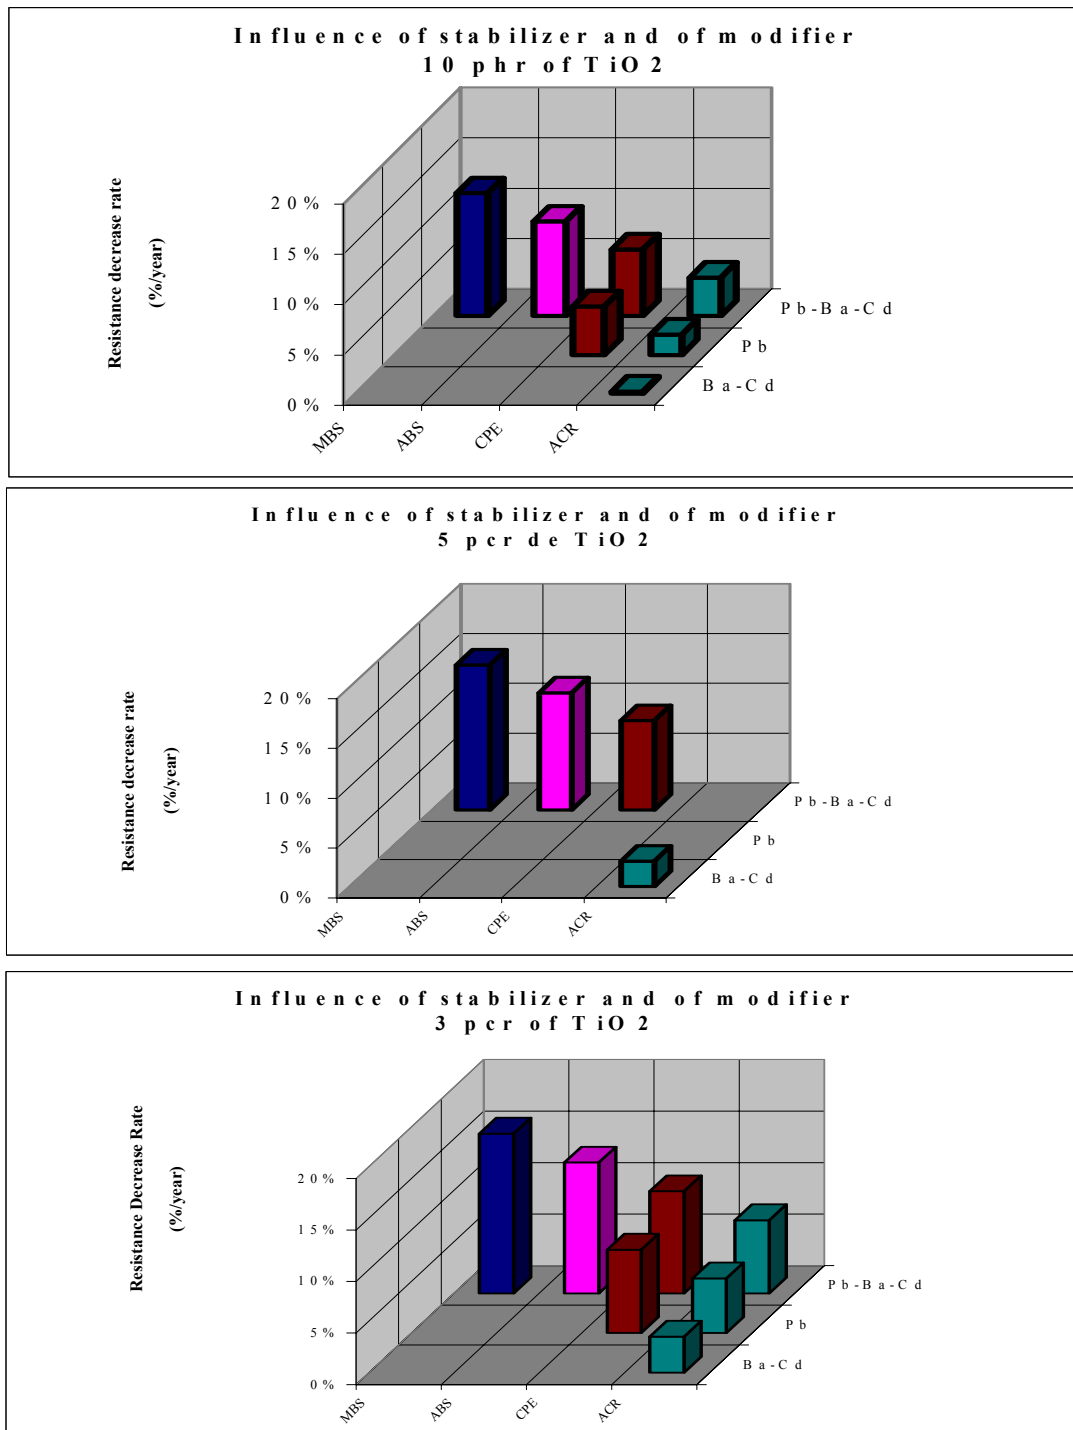 Influence of stabilizer and of modifier
10 phr of TiO2
Resistance decrease rate
(%/year)
20%
15%
10%
5%
0%
MBS
ABS
CPE
ACR
Pb-Ba-Cd
Pb
Ba-Cd
Influence of stabilizer and of modifier
5 pcr de TiO2
Resistance decrease rate
(%/year)
20%
15%
10%
5%
0%
MBS
ABS
CPE
ACR
Pb-Ba-Cd
Pb
Ba-Cd
Influence of stabilizer and of modifier
3 pcr of TiO2
Resistance Decrease Rate
(%/year)
20%
15%
10%
5%
0%
MBS
ABS
CPE
ACR
Pb-Ba-Cd
Pb
Ba-Cd